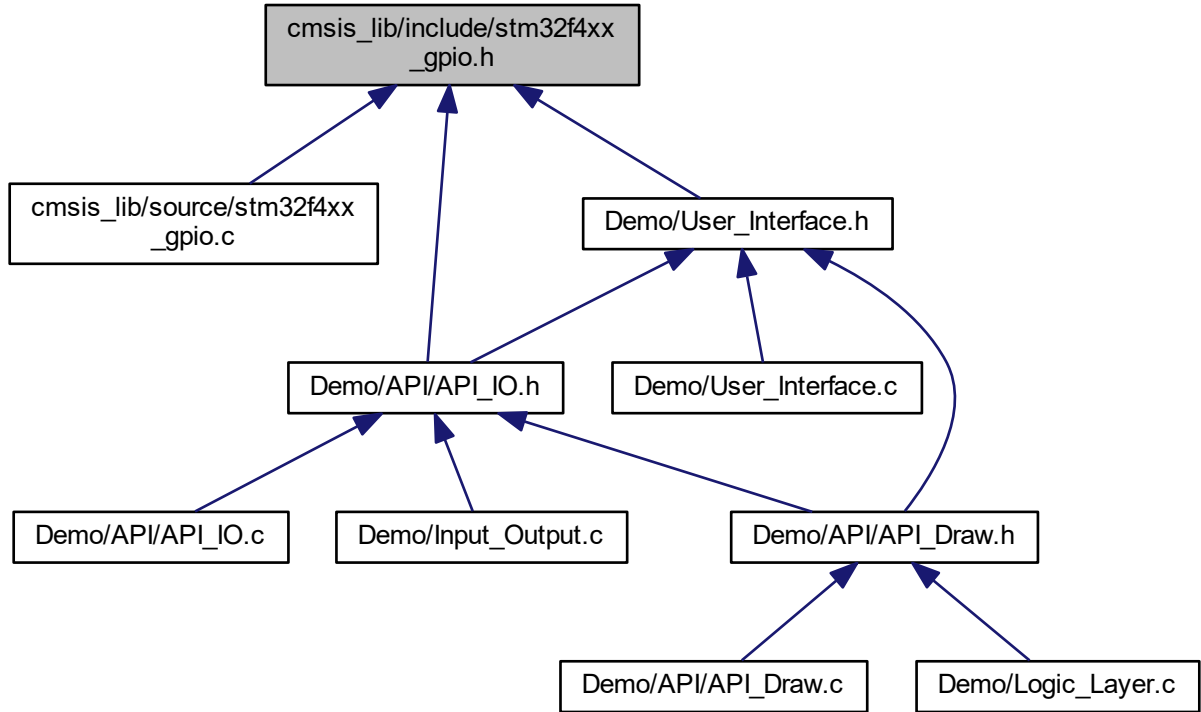 cmsis_lib/include/stm32f4xx
_gpio.h
cmsis_lib/source/stm32f4xx
_gpio.c
Demo/User_Interface.h
Demo/API/API_IO.h
Demo/User_Interface.c
Demo/API/API_IO.c
Demo/Input_Output.c
Demo/API/API_Draw.h
Demo/API/API_Draw.c
Demo/Logic_Layer.c